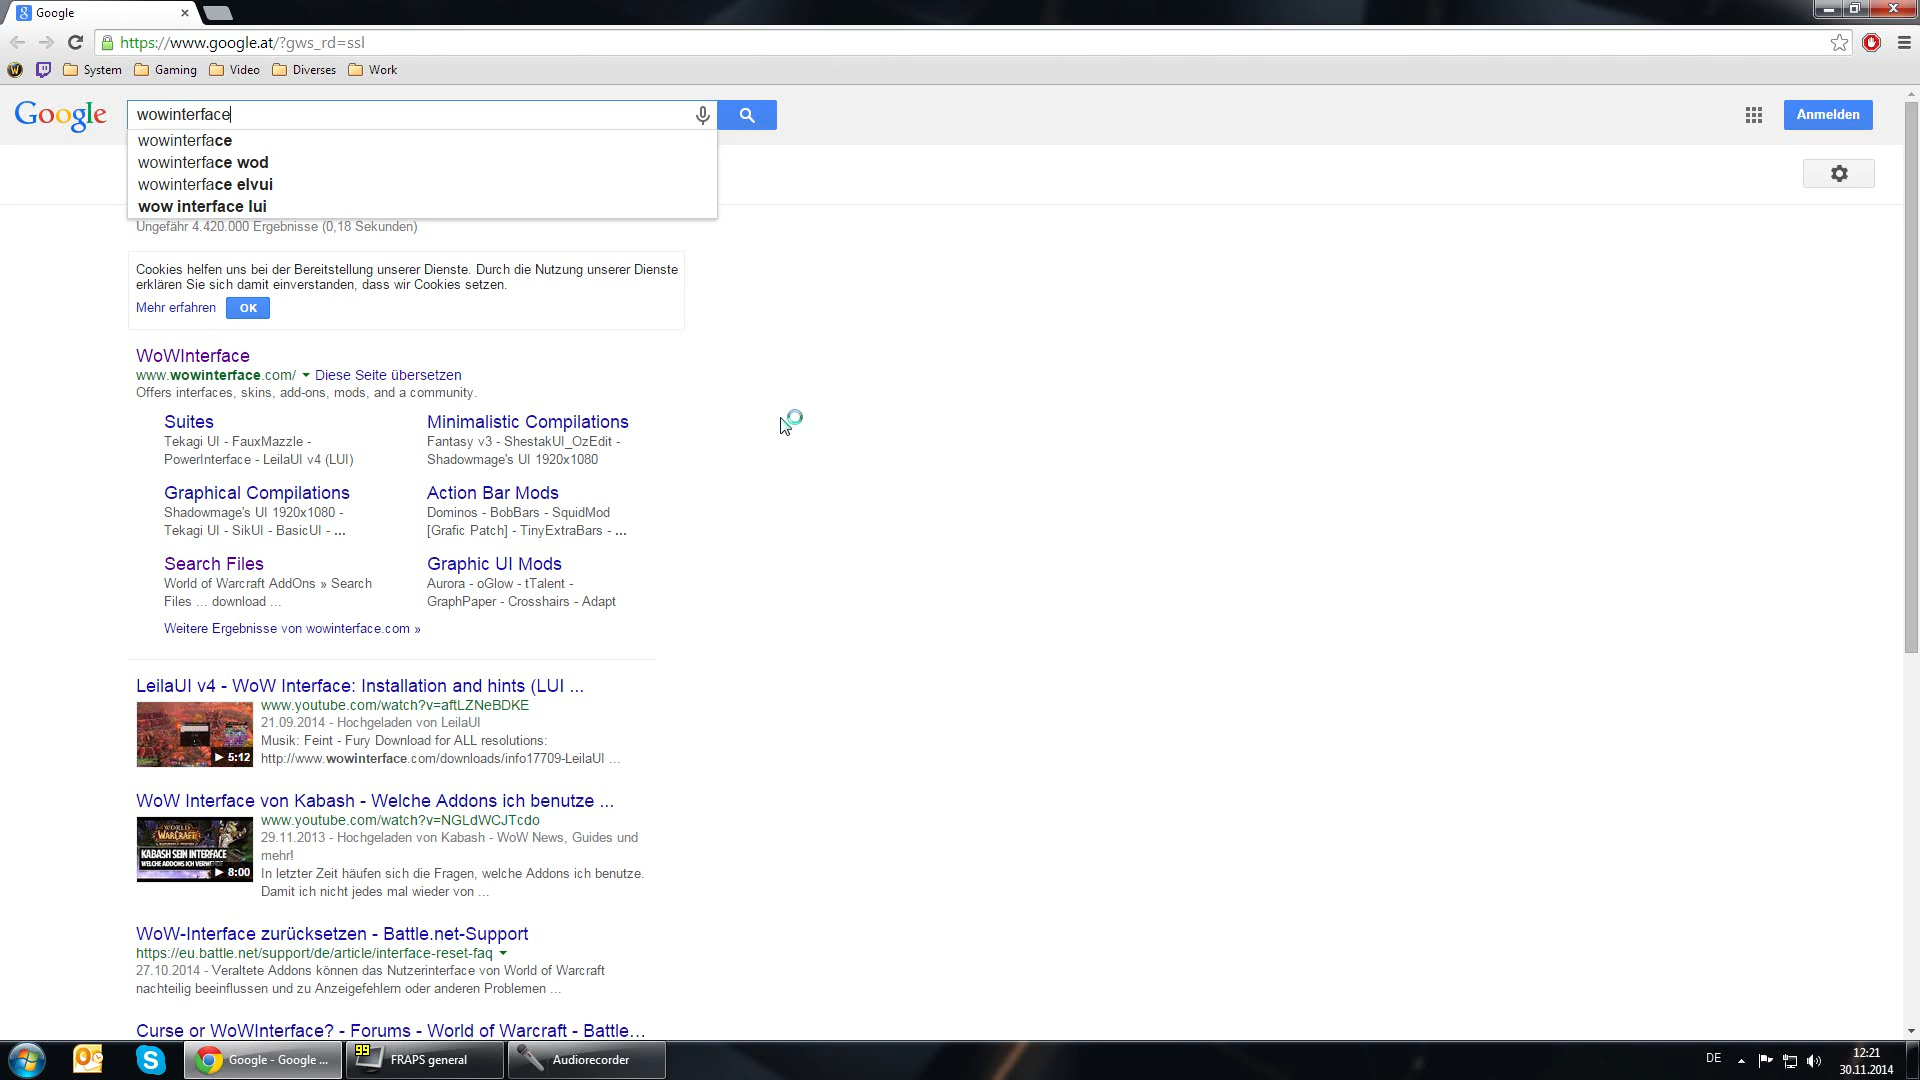 Google
https://www.google.at/?gws_rd=ssl
System Gaming Video Diverses Work
Google wowinterface Anmelden
wowinterface
wowinterface wod
wowinterface elvui
wow interface lui
Ungefähr 4.420.000 Ergebnisse (0,18 Sekunden)
Cookies helfen uns bei der Bereitstellung unserer Dienste. Durch die Nutzung unserer Dienste
erklären Sie sich damit einverstanden, dass wir Cookies setzen.
Mehr erfahren OK
WoWInterface
www.wowinterface.com/ Diese Seite übersetzen
Offers interfaces, skins, add-ons, mods, and a community.
Suites
Tekagi UI - FauxMazzle -
PowerInterface - LeilaUI v4 (LUI)
Minimalistic Compilations
Fantasy v3 - ShestakUI_OzEdit -
Shadowmage's UI 1920x1080
Graphical Compilations
Shadowmage's UI 1920x1080 -
Tekagi UI - SikUI - BasicUI - ...
Action Bar Mods
Dominos - BobBars - SquidMod
[Grafic Patch] - TinyExtraBars - ...
Search Files
World of Warcraft AddOns » Search
Files ... download ...
Graphic UI Mods
Aurora - oGlow - tTalent -
GraphPaper - Crosshairs - Adapt
Weitere Ergebnisse von wowinterface.com »
LeilaUI v4 - WoW Interface: Installation and hints (LUI ...
www.youtube.com/watch?v=aftLZNeBDKE
21.09.2014 - Hochgeladen von LeilaUI
Musik: Feint - Fury Download for ALL resolutions:
http://www.wowinterface.com/downloads/info17709-LeilaUI ...
5:12
WoW Interface von Kabash - Welche Addons ich benutze ...
www.youtube.com/watch?v=NGLdWCJTcdo
29.11.2013 - Hochgeladen von Kabash - WoW News, Guides und
mehr!
In letzter Zeit häufen sich die Fragen, welche Addons ich benutze.
Damit ich nicht jedes mal wieder von ...
WORLD
WARCRAFT
KABASH SEIN INTERFACE
WELCHE ADDONS ICH VERWENDE
8:00
WoW-Interface zurücksetzen - Battle.net-Support
https://eu.battle.net/support/de/article/interface-reset-faq
27.10.2014 - Veraltete Addons können das Nutzerinterface von World of Warcraft
nachteilig beeinflussen und zu Anzeigefehlern oder anderen Problemen ...
Curse or WoWInterface? - Forums - World of Warcraft - Battle...
Google - Google ... 99 FRAPS general Audiorecorder DE 12:21
30.11.2014